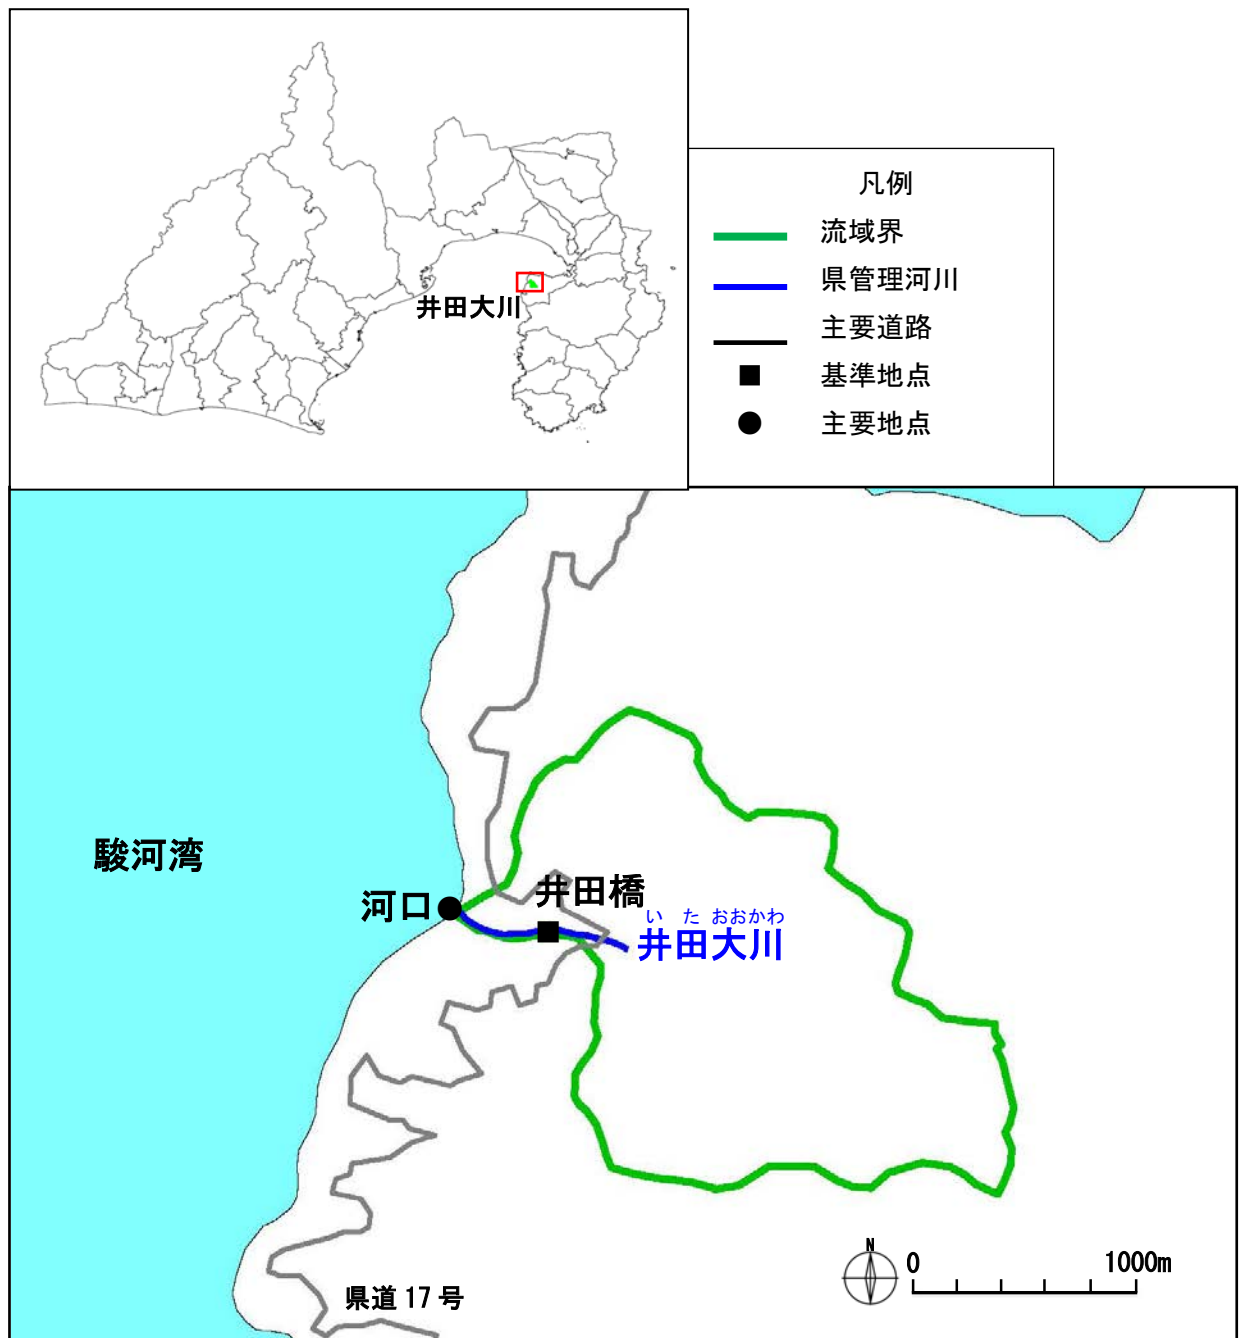 井田大川
凡例
流域界
県管理河川
主要道路
基準地点
主要地点
駿河湾
河口
井田橋
い た おおかわ
井田大川
県道 17 号
N
0 1000m